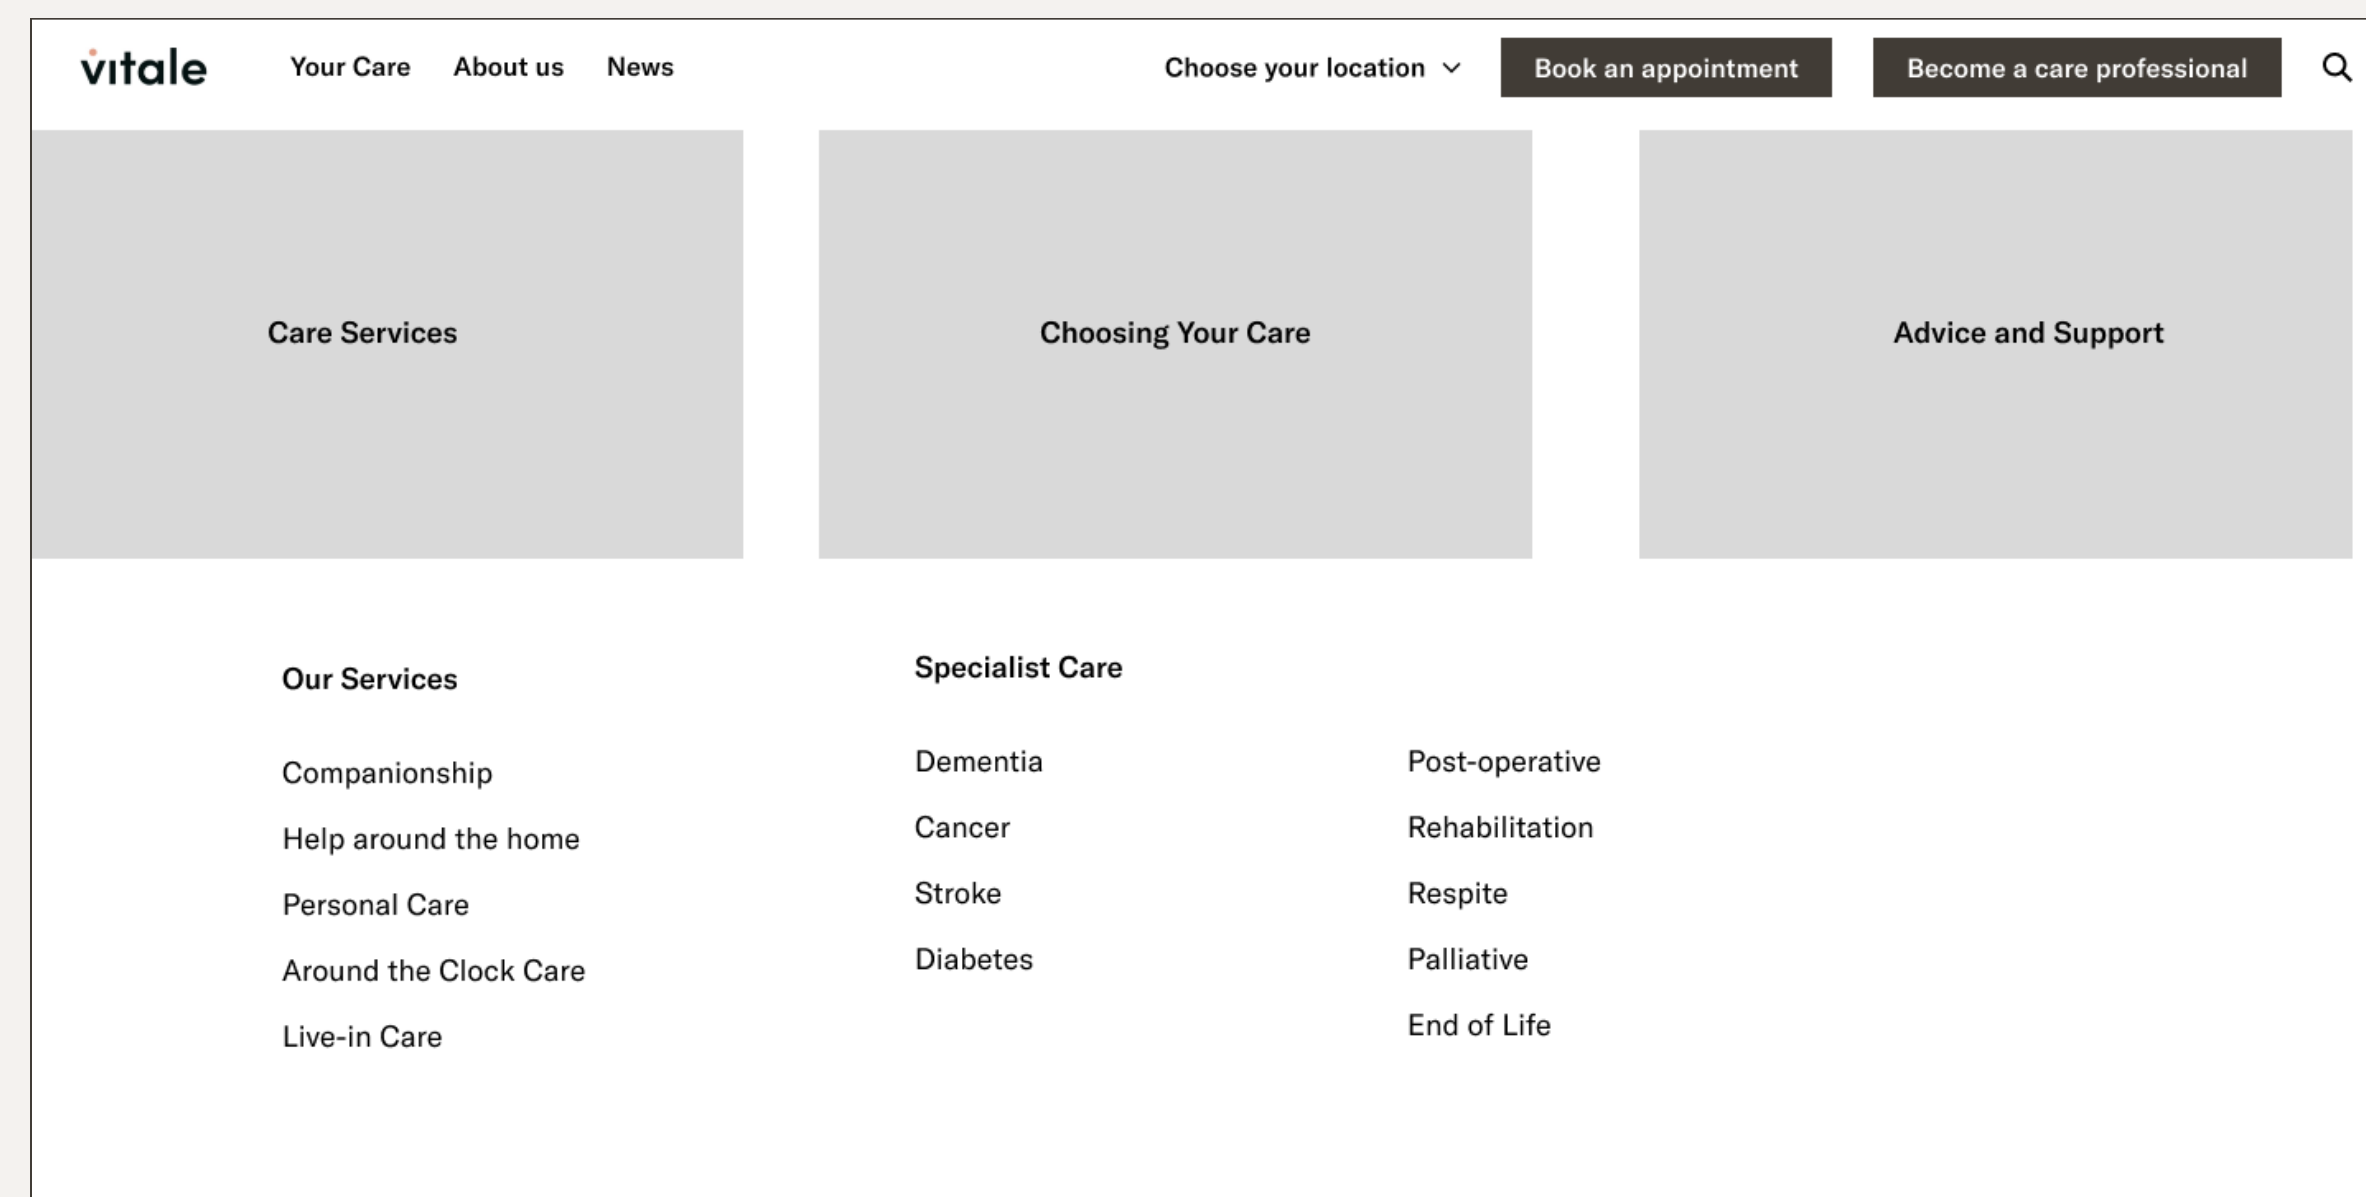 vitale
Your Care
About us
News
Choose your location
Book an appointment
Become a care professional
Care Services
Choosing Your Care
Advice and Support
Our Services
Companionship
Help around the home
Personal Care
Around the Clock Care
Live-in Care
Specialist Care
Dementia
Cancer
Stroke
Diabetes
Post-operative
Rehabilitation
Respite
Palliative
End of Life